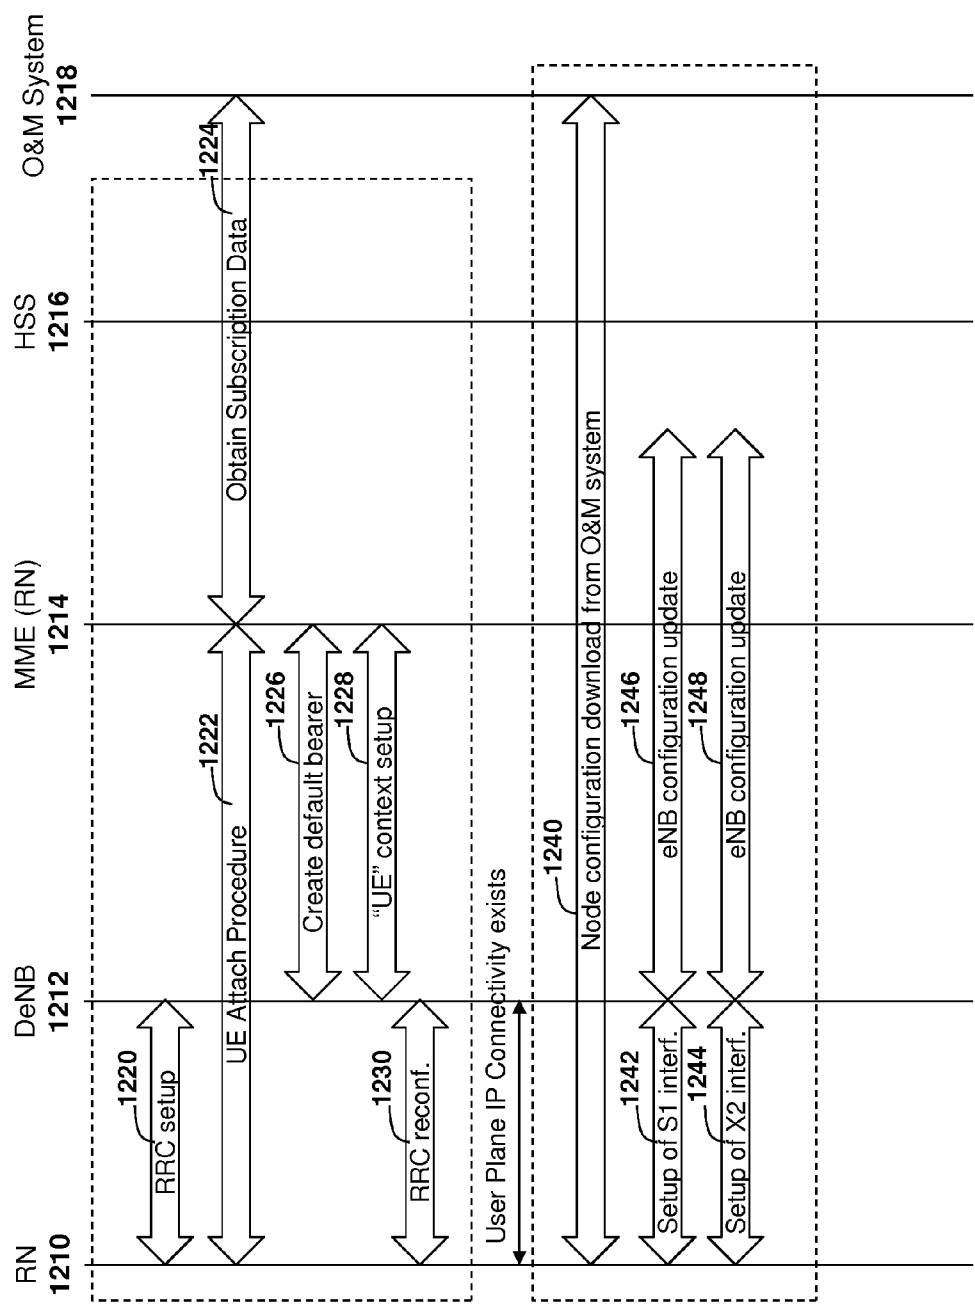 RN
1210
DeNB
1212
MME (RN)
1214
HSS
1216
O&M System
1218
1220
RRC setup
1222
UE Attach Procedure
1224
Obtain Subscription Data
1226
Create default bearer
1228
“UE” context setup
1230
RRC reconf.
User Plane IP Connectivity exists
1240
Node configuration download from O&M system
1242
Setup of S1 interf.
1246
eNB configuration update
1244
Setup of X2 interf.
1248
eNB configuration update